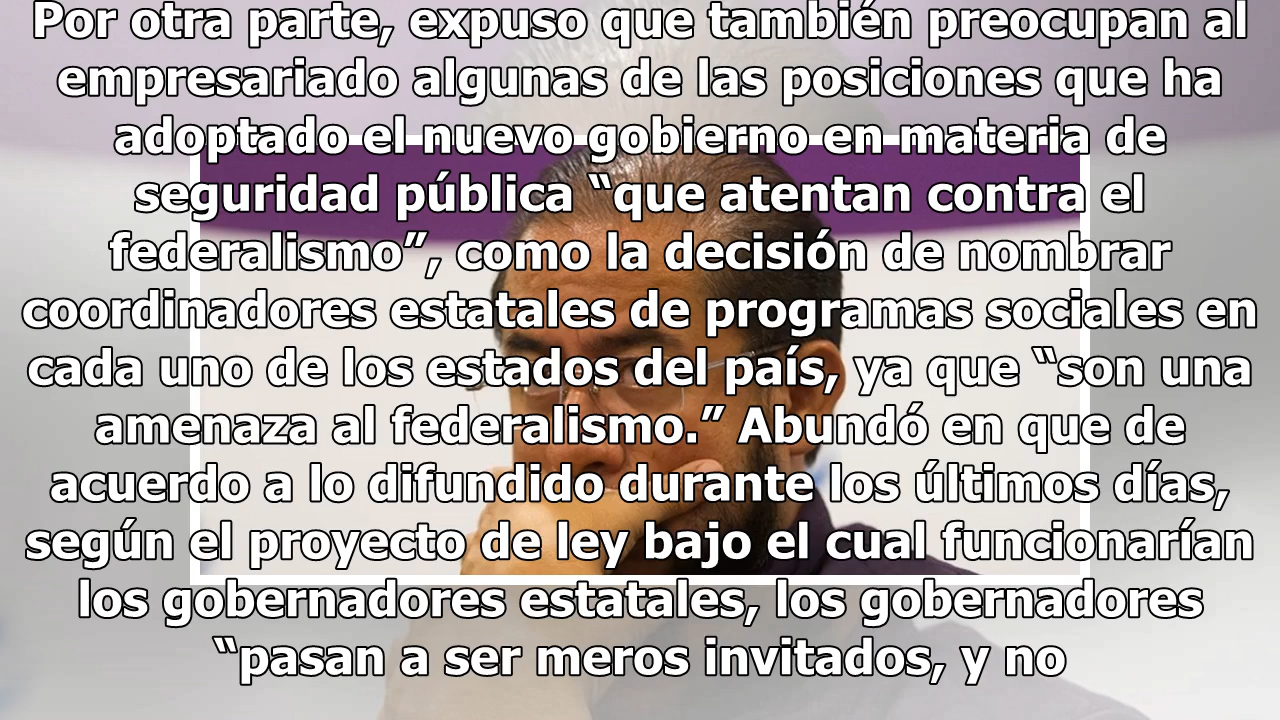 Por otra parte, expuso que también preocupan al
empresariado algunas de las posiciones que ha
adoptado el nuevo gobierno en materia de
seguridad pública “que atentan contra el
federalismo”, como la decisión de nombrar
coordinadores estatales de programas sociales en
cada uno de los estados del país, ya que “son una
amenaza al federalismo.” Abundó en que de
acuerdo a lo difundido durante los últimos días,
según el proyecto de ley bajo el cual funcionarían
los gobernadores estatales, los gobernadores
“pasan a ser meros invitados, y no